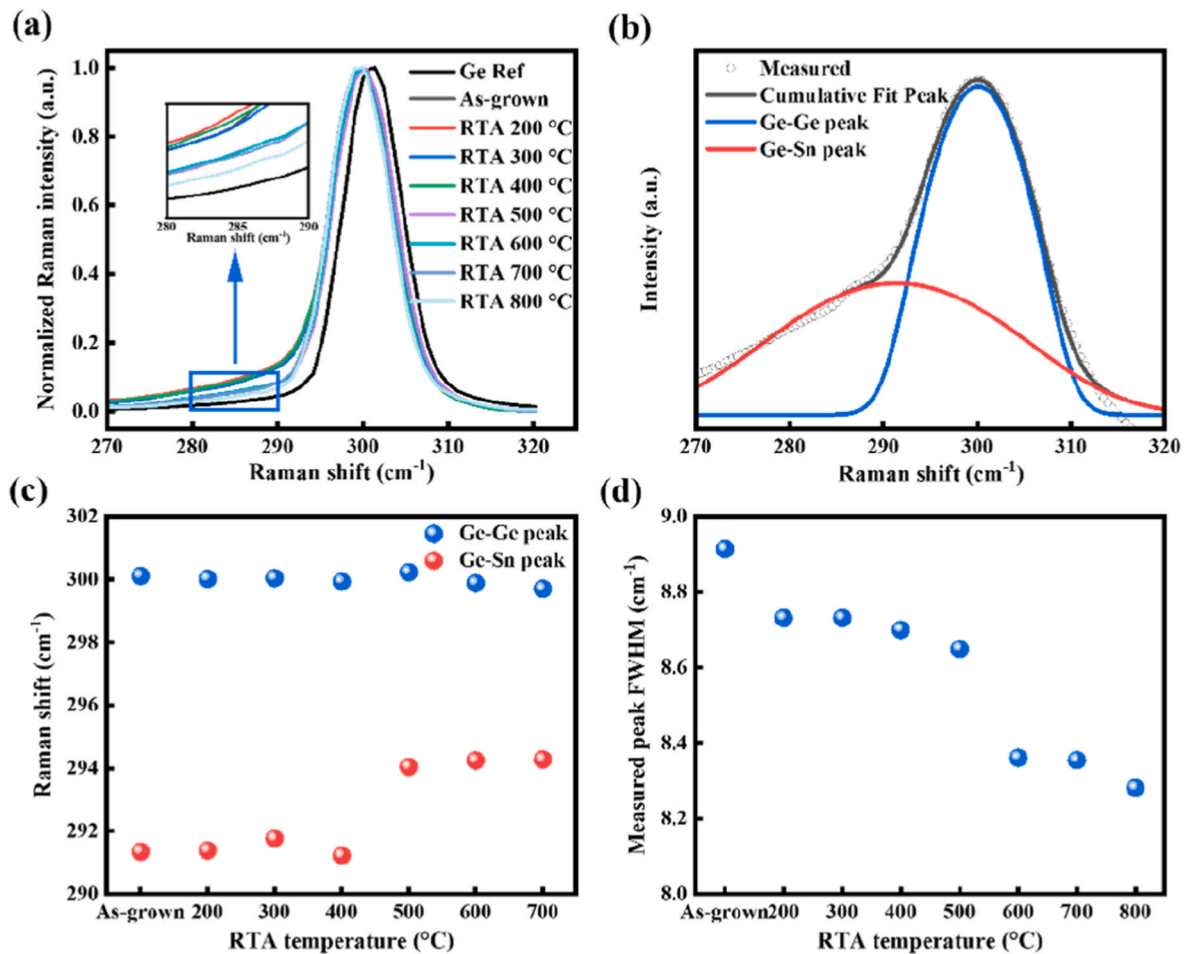 (a)
Normalized Raman intensity (a.u.)
1.0
0.8
0.6
0.4
0.2
0.0
270 280 290 300 310 320
Raman shift (cm⁻¹)
Ge Ref
As-grown
RTA 200 °C
RTA 300 °C
RTA 400 °C
RTA 500 °C
RTA 600 °C
RTA 700 °C
RTA 800 °C
280 285 290
Raman shift (cm⁻¹)
(b)
Intensity (a.u.)
Measured
Cumulative Fit Peak
Ge-Ge peak
Ge-Sn peak
270 280 290 300 310 320
Raman shift (cm⁻¹)
(c)
Raman shift (cm⁻¹)
302
300
298
296
294
292
290
Ge-Ge peak
Ge-Sn peak
As-grown 200 300 400 500 600 700
RTA temperature (°C)
(d)
Measured peak FWHM (cm⁻¹)
9.0
8.8
8.6
8.4
8.2
8.0
As-grown 200 300 400 500 600 700 800
RTA temperature (°C)